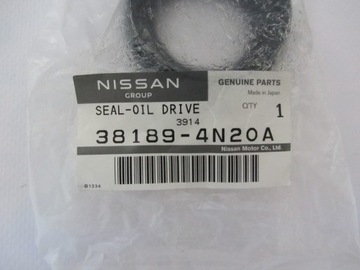 NISSAN
GROUP
GENUINE PARTS
Made in Japan
SEAL-OIL DRIVE
3914
Q'TY 1
38189-4N20A
Nissan Motor Co., Ltd.
B1334